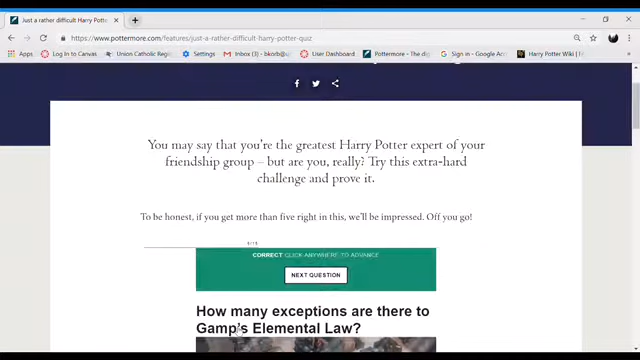 Just a rather difficult Harry Pott
https://www.pottermore.com/features/just-a-rather-difficult-harry-potter-quiz
Apps
Log In to Canvas
Union Catholic Region
Settings
Inbox (3) - bkorb@u
User Dashboard
Pottermore - The dig
Sign in - Google Acc
Harry Potter Wiki | F
You may say that you're the greatest Harry Potter expert of your
friendship group – but are you, really? Try this extra-hard
challenge and prove it.
To be honest, if you get more than five right in this, we'll be impressed. Off you go!
CORRECT CLICK ANYWHERE TO ADVANCE
NEXT QUESTION
How many exceptions are there to
Gamp's Elemental Law?